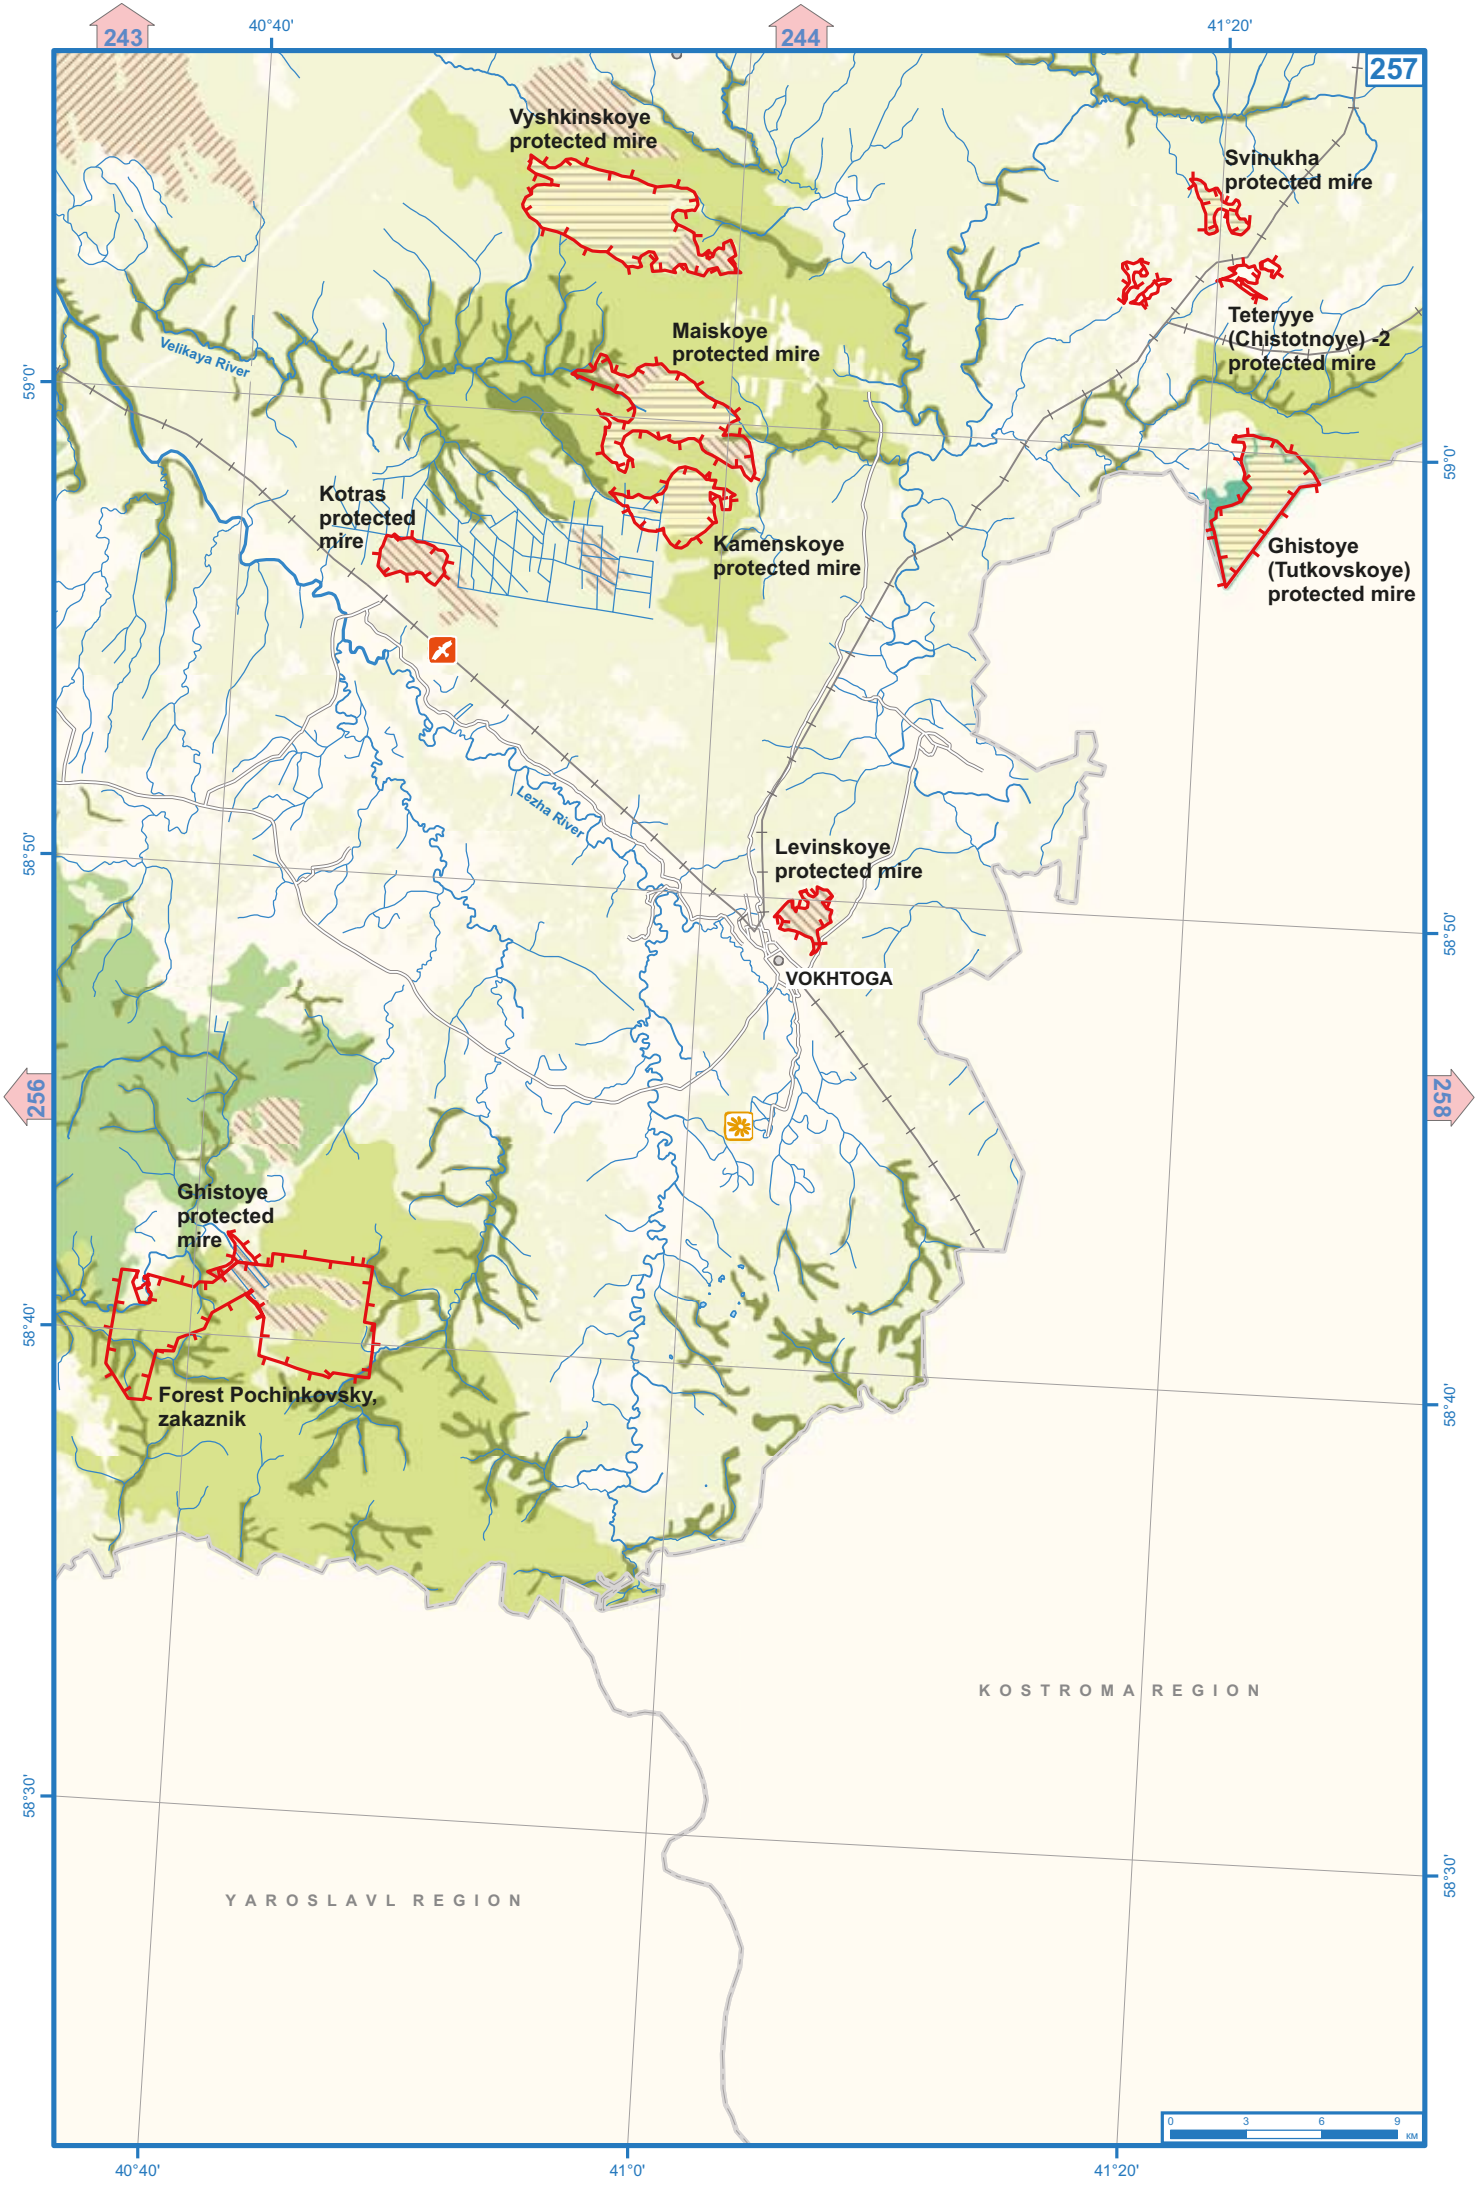 243
244
40°40'
41°20'
257
Vyshkinskoye
protected mire
Svinukha
protected mire
Teteryye
(Chistotnoye) -2
protected mire
Maiskoye
protected mire
Velikaya River
59°0'
59°0'
Kotras
protected
mire
Kamenskoye
protected mire
Ghistoye
(Tutkovskoye)
protected mire
Lezha River
58°50'
58°50'
Levinskoye
protected mire
VOKHTOGA
256
258
Ghistoye
protected
mire
58°40'
58°40'
Forest Pochinkovsky,
zakaznik
KOSTROMA REGION
58°30'
58°30'
YAROSLAVL REGION
0 3 6 9
км
40°40'
41°0'
41°20'